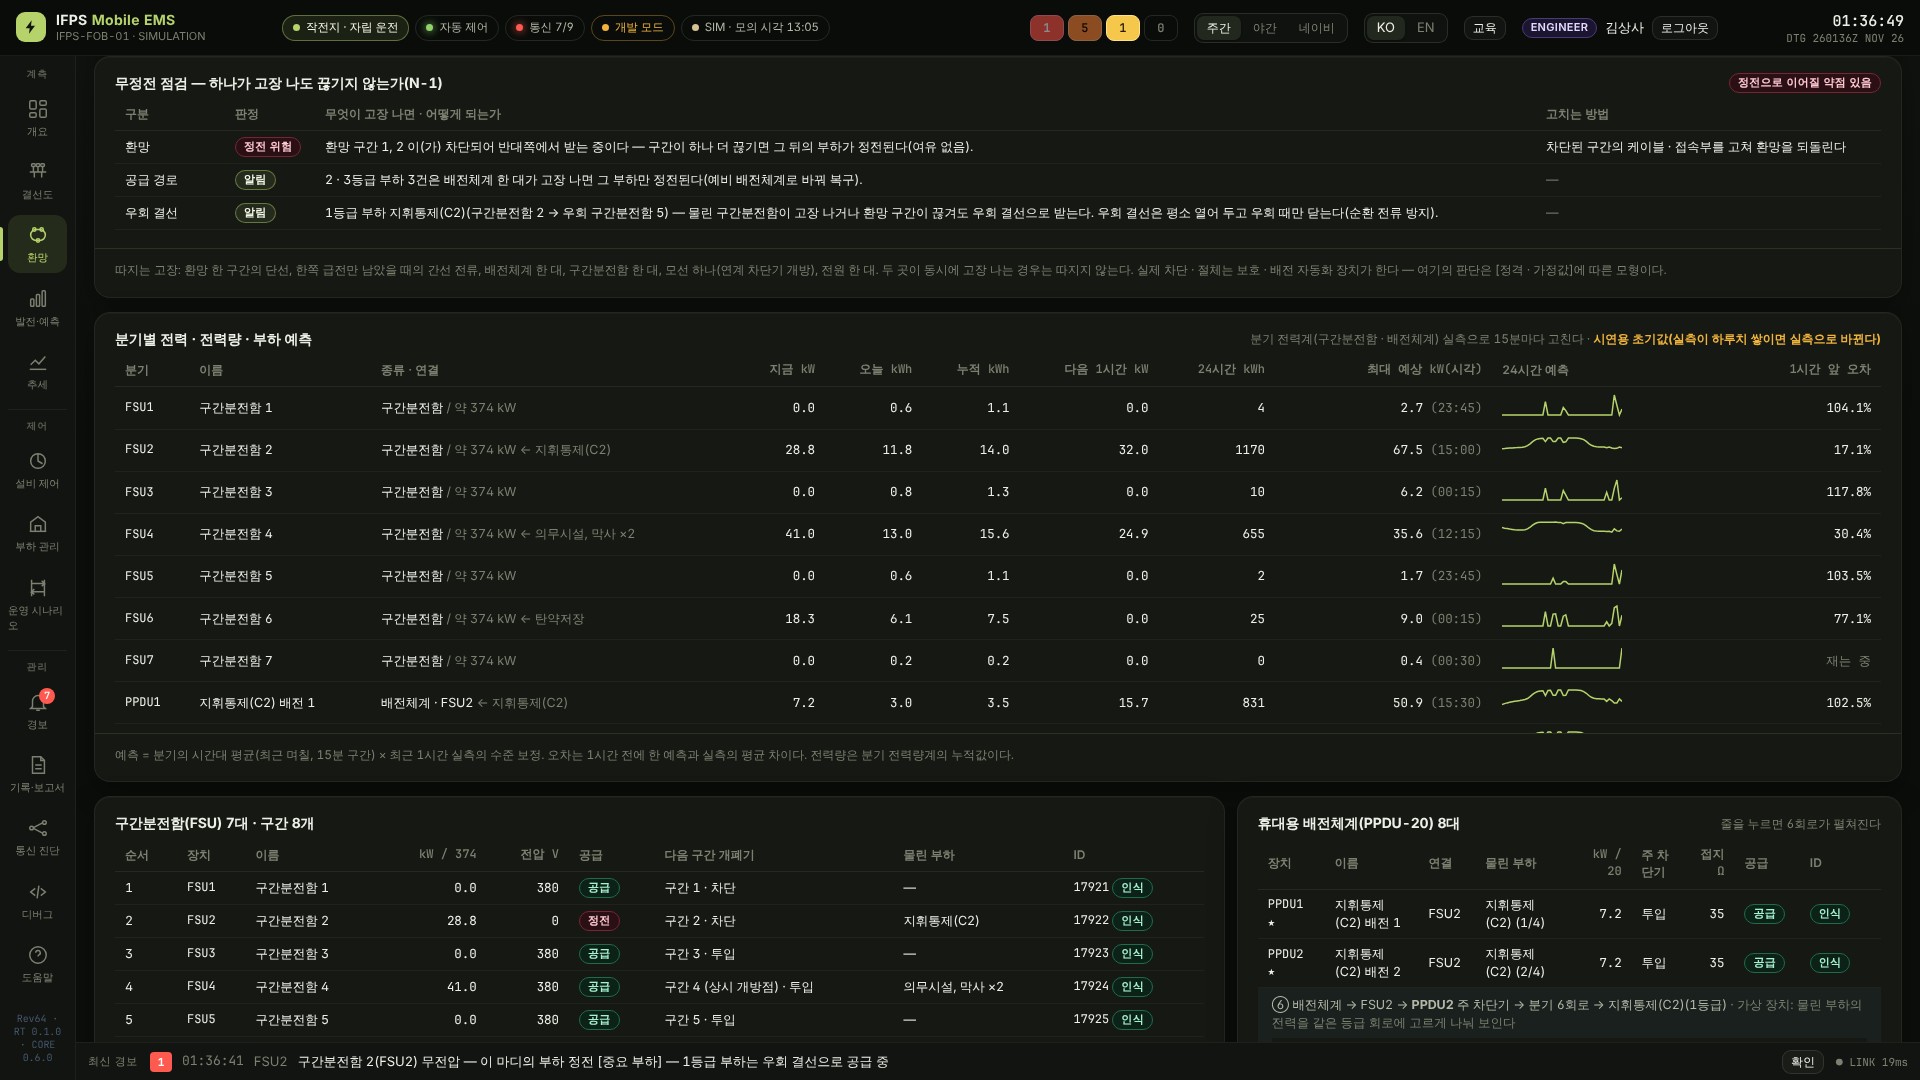 IFPS Mobile EMS
IFPS-FOB-01 · SIMULATION
작전지 · 자립 운전
자동 제어
통신 7/9
개발 모드
SIM · 모의 시각 13:05
1 5 1 0
주간 야간 네이비
KO EN
교육
ENGINEER 김상사 로그아웃
01:36:49
DTG 260136Z NOV 26
계측
개요
결선도
환망
발전·예측
추세
제어
설비 제어
부하 관리
운영 시나리오
관리
7
경보
기록·보고서
통신 진단
디버그
도움말
Rev64 ·
RT 0.1.0
· CORE
0.6.0
무정전 점검 — 하나가 고장 나도 끊기지 않는가(N-1)
정전으로 이어질 약점 있음
구분 판정 무엇이 고장 나면 · 어떻게 되는가 고치는 방법
환망 정전 위험 환망 구간 1, 2 이(가) 차단되어 반대쪽에서 받는 중이다 — 구간이 하나 더 끊기면 그 뒤의 부하가 정전된다(여유 없음). 차단된 구간의 케이블 · 접속부를 고쳐 환망을 되돌린다
공급 경로 알림 2 · 3등급 부하 3건은 배전체계 한 대가 고장 나면 그 부하만 정전된다(예비 배전체계로 바꿔 복구). —
우회 결선 알림 1등급 부하 지휘통제(C2)(구간분전함 2 → 우회 구간분전함 5) — 물린 구간분전함이 고장 나거나 환망 구간이 끊겨도 우회 결선으로 받는다. 우회 결선은 평소 열어 두고 우회 때만 닫는다(순환 전류 방지). —
따지는 고장: 환망 한 구간의 단선, 한쪽 급전만 남았을 때의 간선 전류, 배전체계 한 대, 구간분전함 한 대, 모선 하나(연계 차단기 개방), 전원 한 대. 두 곳이 동시에 고장 나는 경우는 따지지 않는다. 실제 차단 · 절체는 보호 · 배전 자동화 장치가 한다 — 여기의 판단은 [정격 · 가정값]에 따른 모형이다.
분기별 전력 · 전력량 · 부하 예측
분기 전력계(구간분전함 · 배전체계) 실측으로 15분마다 고친다 · 시연용 초기값(실측이 하루치 쌓이면 실측으로 바뀐다)
분기 이름 종류 · 연결 지금 kW 오늘 kWh 누적 kWh 다음 1시간 kW 24시간 kWh 최대 예상 kW(시각) 24시간 예측 1시간 앞 오차
FSU1 구간분전함 1 구간분전함 / 약 374 kW 0.0 0.6 1.1 0.0 4 2.7 (23:45) 104.1%
FSU2 구간분전함 2 구간분전함 / 약 374 kW ← 지휘통제(C2) 28.8 11.8 14.0 32.0 1170 67.5 (15:00) 17.1%
FSU3 구간분전함 3 구간분전함 / 약 374 kW 0.0 0.8 1.3 0.0 10 6.2 (00:15) 117.8%
FSU4 구간분전함 4 구간분전함 / 약 374 kW ← 의무시설, 막사 ×2 41.0 13.0 15.6 24.9 655 35.6 (12:15) 30.4%
FSU5 구간분전함 5 구간분전함 / 약 374 kW 0.0 0.6 1.1 0.0 2 1.7 (23:45) 103.5%
FSU6 구간분전함 6 구간분전함 / 약 374 kW ← 탄약저장 18.3 6.1 7.5 0.0 25 9.0 (00:15) 77.1%
FSU7 구간분전함 7 구간분전함 / 약 374 kW 0.0 0.2 0.2 0.0 0 0.4 (00:30) 재는 중
PPDU1 지휘통제(C2) 배전 1 배전체계 · FSU2 ← 지휘통제(C2) 7.2 3.0 3.5 15.7 831 50.9 (15:30) 102.5%
예측 = 분기의 시간대 평균(최근 며칠, 15분 구간) × 최근 1시간 실측의 수준 보정. 오차는 1시간 전에 한 예측과 실측의 평균 차이다. 전력량은 분기 전력량계의 누적값이다.
구간분전함(FSU) 7대 · 구간 8개
순서 장치 이름 kW / 374 전압 V 공급 다음 구간 개폐기 물린 부하 ID
1 FSU1 구간분전함 1 0.0 380 공급 구간 1 · 차단 — 17921 인식
2 FSU2 구간분전함 2 28.8 0 정전 구간 2 · 차단 지휘통제(C2) 17922 인식
3 FSU3 구간분전함 3 0.0 380 공급 구간 3 · 투입 — 17923 인식
4 FSU4 구간분전함 4 41.0 380 공급 구간 4 (상시 개방점) · 투입 의무시설, 막사 ×2 17924 인식
5 FSU5 구간분전함 5 0.0 380 공급 구간 5 · 투입 — 17925 인식
휴대용 배전체계(PPDU-20) 8대
줄을 누르면 6회로가 펼쳐진다
장치 이름 연결 물린 부하 kW / 20 주 차단기 접지 Ω 공급 ID
PPDU1 ★ 지휘통제(C2) 배전 1 FSU2 지휘통제(C2) (1/4) 7.2 투입 35 공급 인식
PPDU2 ★ 지휘통제(C2) 배전 2 FSU2 지휘통제(C2) (2/4) 7.2 투입 35 공급 인식
⑥ 배전체계 → FSU2 → PPDU2 주 차단기 → 분기 6회로 → 지휘통제(C2)(1등급) · 가상 장치: 물린 부하의
전력을 같은 등급 회로에 고르게 나눠 보인다
최신 경보 1 01:36:41 FSU2 구간분전함 2(FSU2) 무전압 — 이 마디의 부하 정전 [중요 부하] — 1등급 부하는 우회 결선으로 공급 중
확인
LINK 19ms